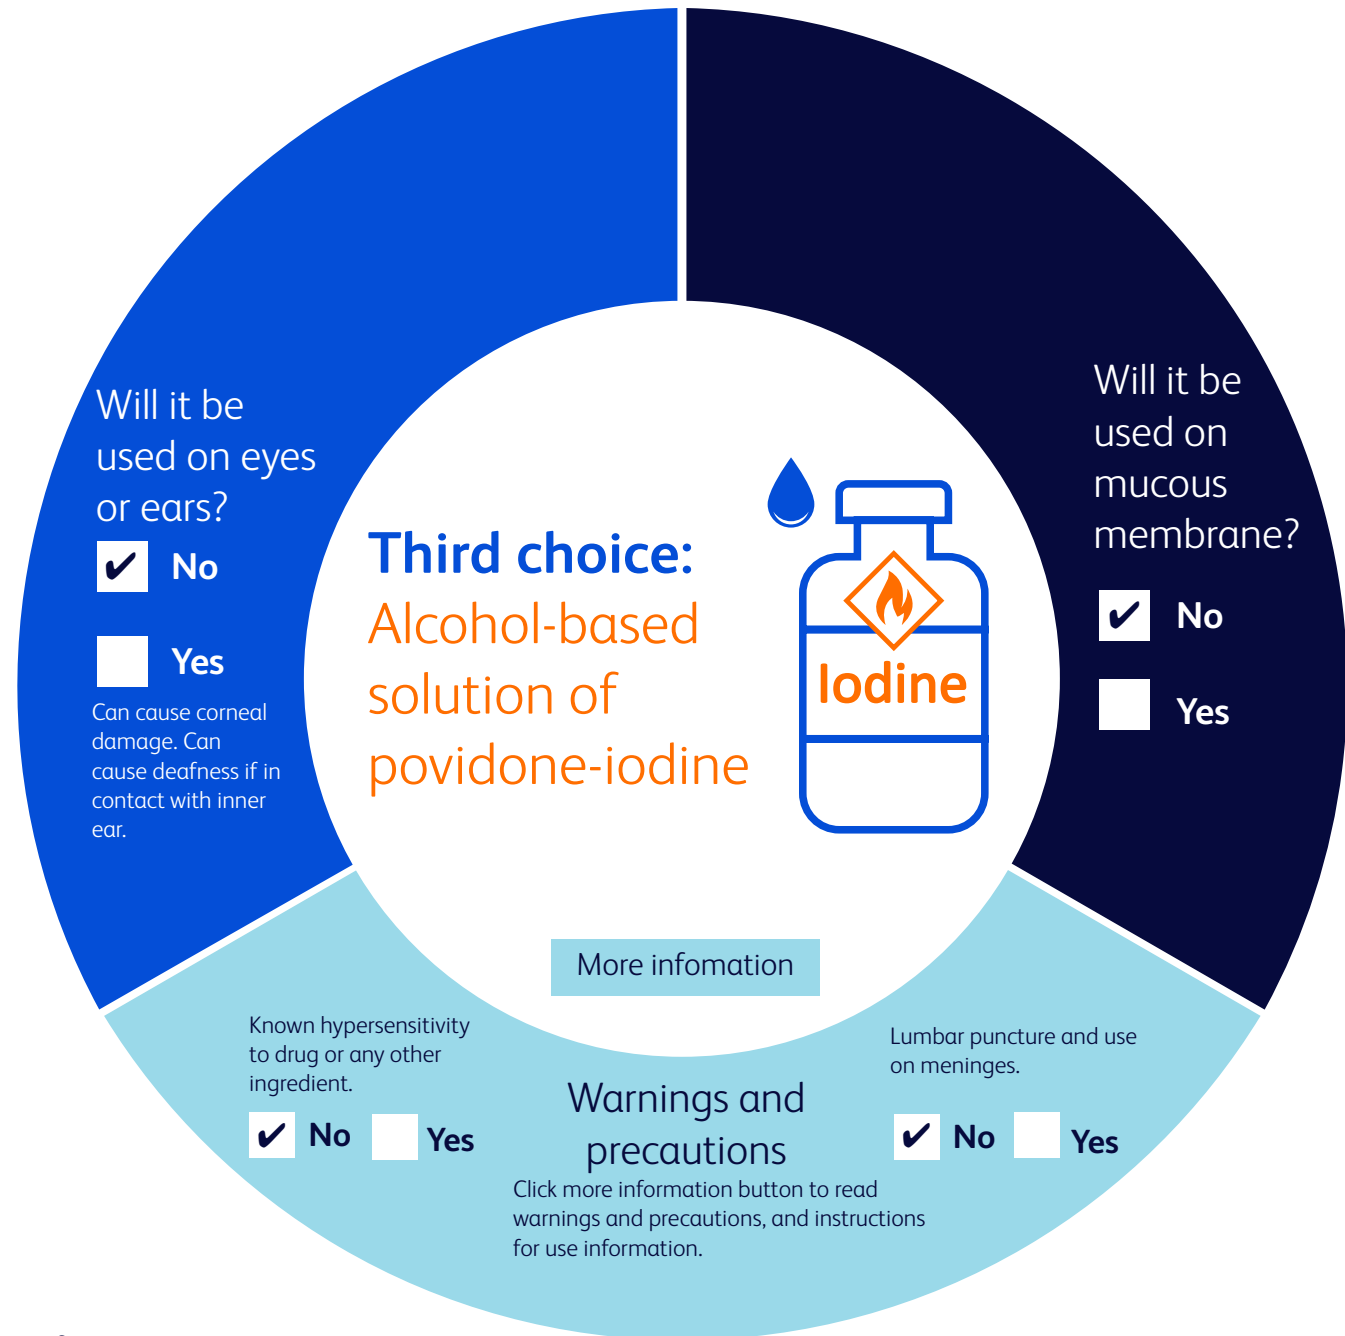 Will it be
used on eyes
or ears?
✔ No
Yes
Can cause corneal
damage. Can
cause deafness if in
contact with inner
ear.
Third choice:
Alcohol-based
solution of
povidone-iodine
Iodine
Will it be
used on
mucous
membrane?
✔ No
Yes
More infomation
Known hypersensitivity
to drug or any other
ingredient.
✔ No Yes
Warnings and
precautions
Click more information button to read
warnings and precautions, and instructions
for use information.
Lumbar puncture and use
on meninges.
✔ No Yes